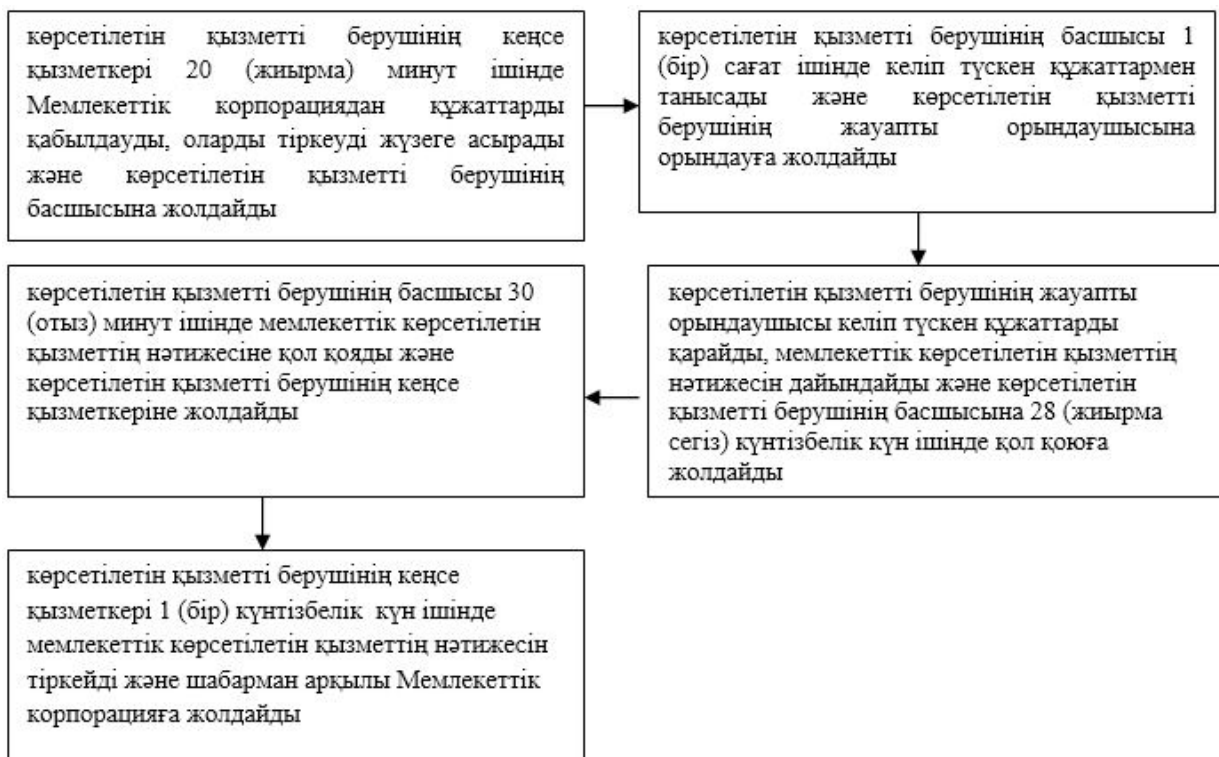 көрсетілетін қызметті берушінің кеңсе
қызметкері 20 (жиырма) минут ішінде
Мемлекеттік корпорациядан құжаттарды
қабылдауды, оларды тіркеуді жүзеге асырады
және көрсетілетін қызметті берушінің
басшысына жолдайды
көрсетілетін қызметті берушінің басшысы 1
(бір) сағат ішінде келіп түскен құжаттармен
танысады және көрсетілетін қызметті
берушінің жауапты орындаушысына
орындауға жолдайды
көрсетілетін қызметті берушінің жауапты
орындаушысы келіп түскен құжаттарды
қарайды, мемлекеттік көрсетілетін қызметтің
нәтижесін дайындайды және көрсетілетін
қызметті берушінің басшысына 28 (жиырма
сегіз) күнтізбелік күн ішінде қол қоюға
жолдайды
көрсетілетін қызметті берушінің басшысы 30
(отыз) минут ішінде мемлекеттік көрсетілетін
қызметтің нәтижесіне қол қояды және
көрсетілетін қызметті берушінің кеңсе
қызметкеріне жолдайды
көрсетілетін қызметті берушінің кеңсе
қызметкері 1 (бір) күнтізбелік күн ішінде
мемлекеттік көрсетілетін қызметтің нәтижесін
тіркейді және шабарман арқылы Мемлекеттік
корпорацияға жолдайды